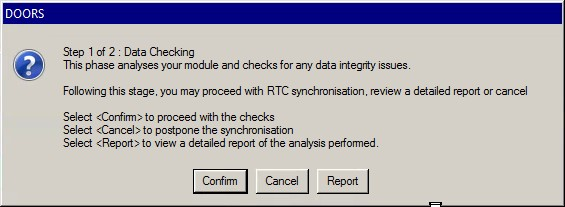 DOORS
Step 1 of 2 : Data Checking
This phase analyses your module and checks for any data integrity issues.
Following this stage, you may proceed with RTC synchronisation, review a detailed report or cancel
Select <Confirm> to proceed with the checks
Select <Cancel> to postpone the synchronisation
Select <Report> to view a detailed report of the analysis performed.
Confirm Cancel Report